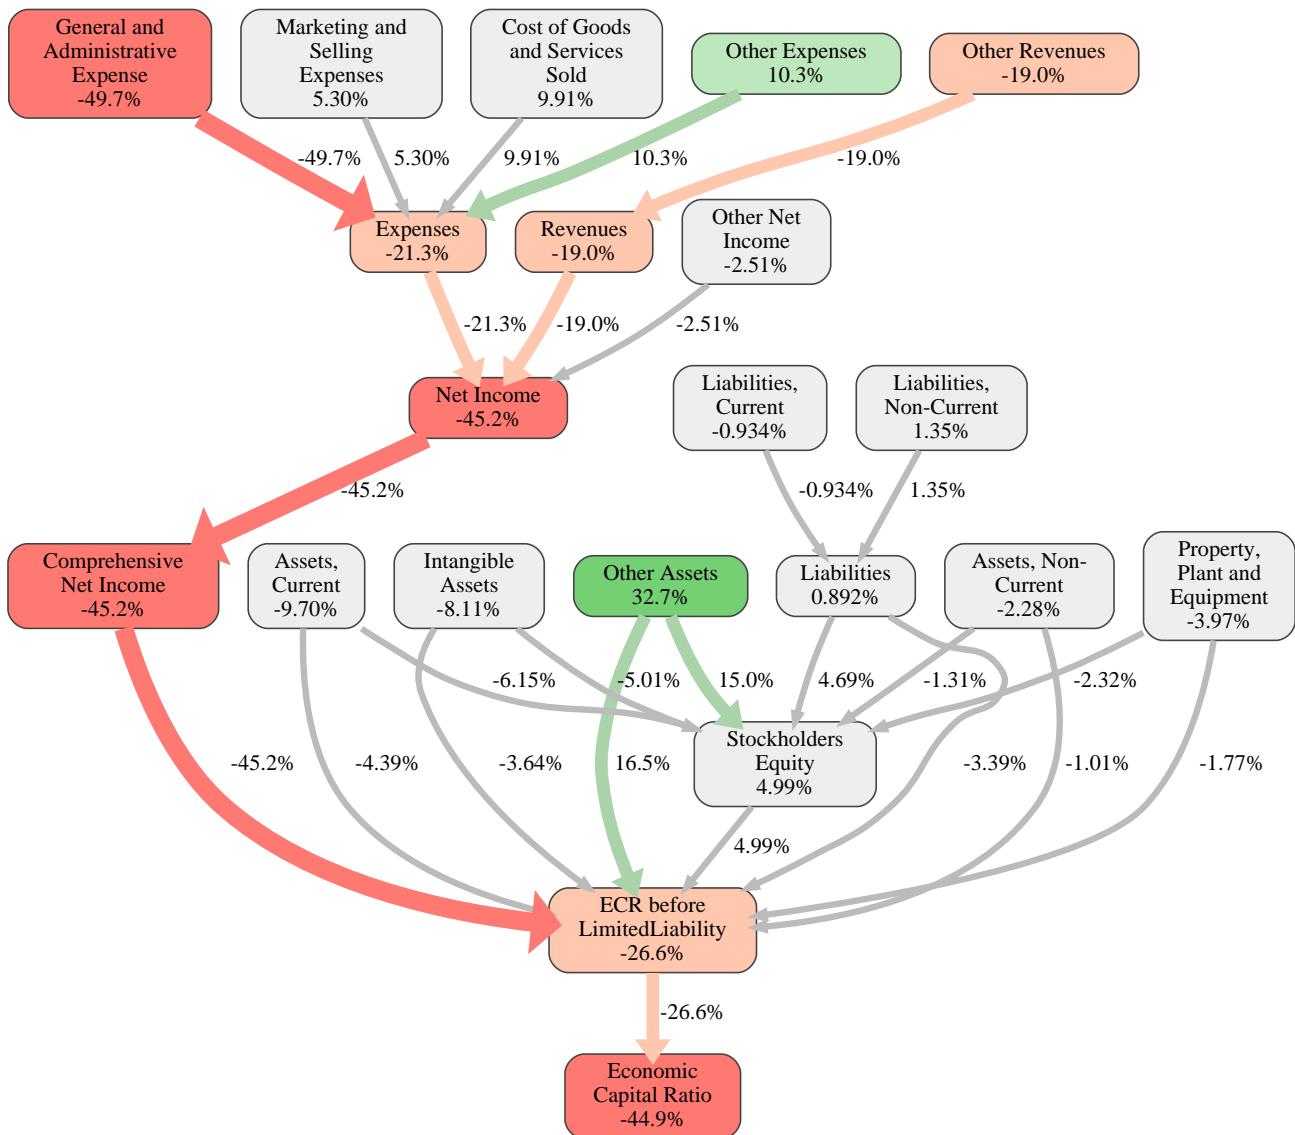 General and
Administrative
Expense
-49.7%
Marketing and
Selling
Expenses
5.30%
Cost of Goods
and Services
Sold
9.91%
Other Expenses
10.3%
Other Revenues
-19.0%
-49.7%
5.30%
9.91%
10.3%
-19.0%
Expenses
-21.3%
Revenues
-19.0%
Other Net
Income
-2.51%
-21.3%
-19.0%
-2.51%
Net Income
-45.2%
Liabilities,
Current
-0.934%
Liabilities,
Non-Current
1.35%
-45.2%
-0.934%
1.35%
Comprehensive
Net Income
-45.2%
Assets,
Current
-9.70%
Intangible
Assets
-8.11%
Other Assets
32.7%
Liabilities
0.892%
Assets, Non-
Current
-2.28%
Property,
Plant and
Equipment
-3.97%
-6.15%
-5.01%
15.0%
4.69%
-1.31%
-2.32%
Stockholders
Equity
4.99%
-45.2%
-4.39%
-3.64%
16.5%
-3.39%
-1.01%
-1.77%
4.99%
ECR before
LimitedLiability
-26.6%
-26.6%
Economic
Capital Ratio
-44.9%